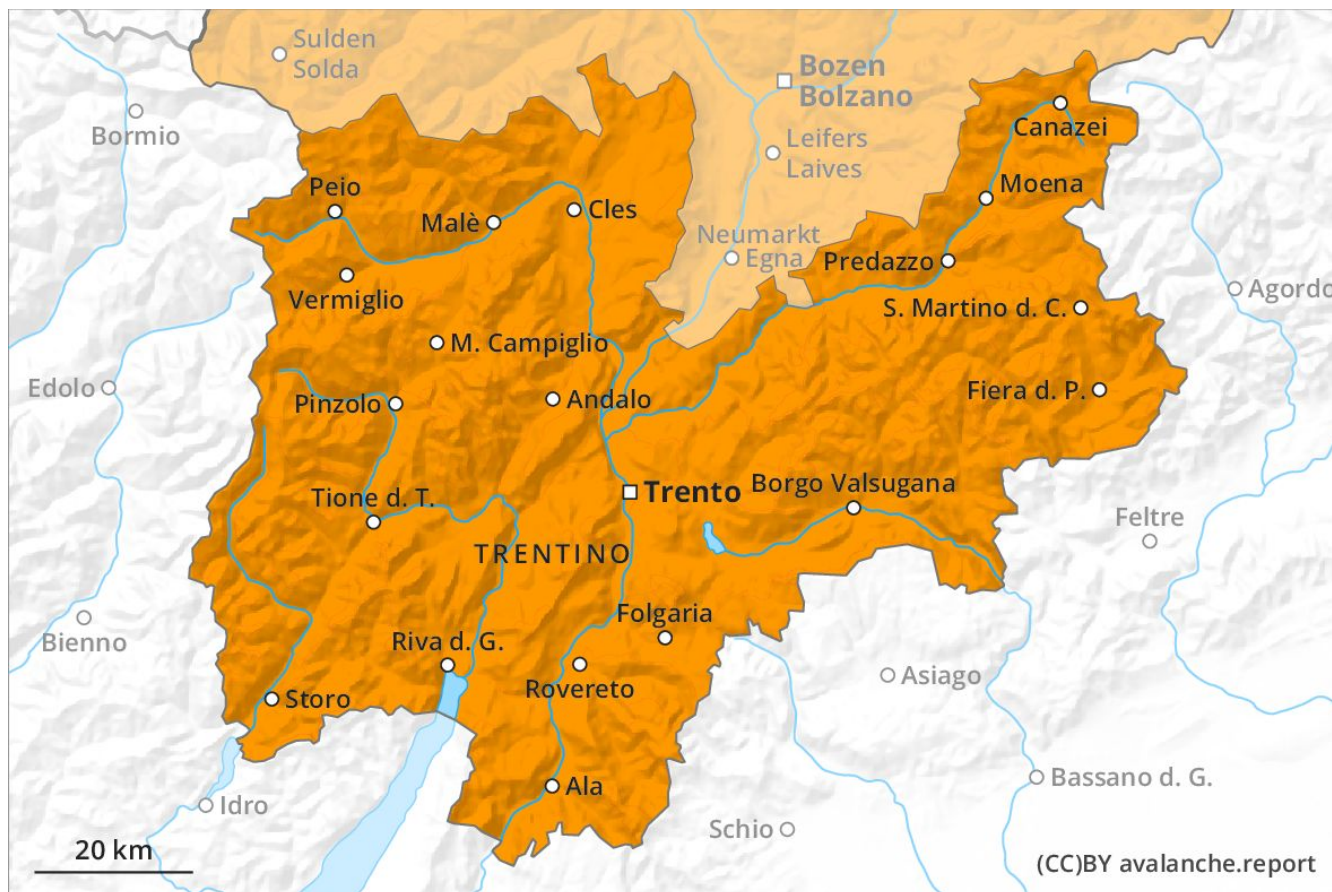 Sulden
Solda
Bozen
Bolzano
Bormio
Canazei
Leifers
Laives
Peio
Moena
Malè
Cles
Neumarkt
Egna
Predazzo
Vermiglio
Agordo
S. Martino d. C.
M. Campiglio
Edolo
Pinzolo
Andalo
Fiera d. P.
Trento
Borgo Valsugana
Tione d. T.
Feltre
TRENTINO
Folgaria
Bienno
Riva d. G.
Asiago
Rovereto
Storo
Bassano d. G.
Ala
Idro
Schio
20 km
(CC)BY avalanche.report